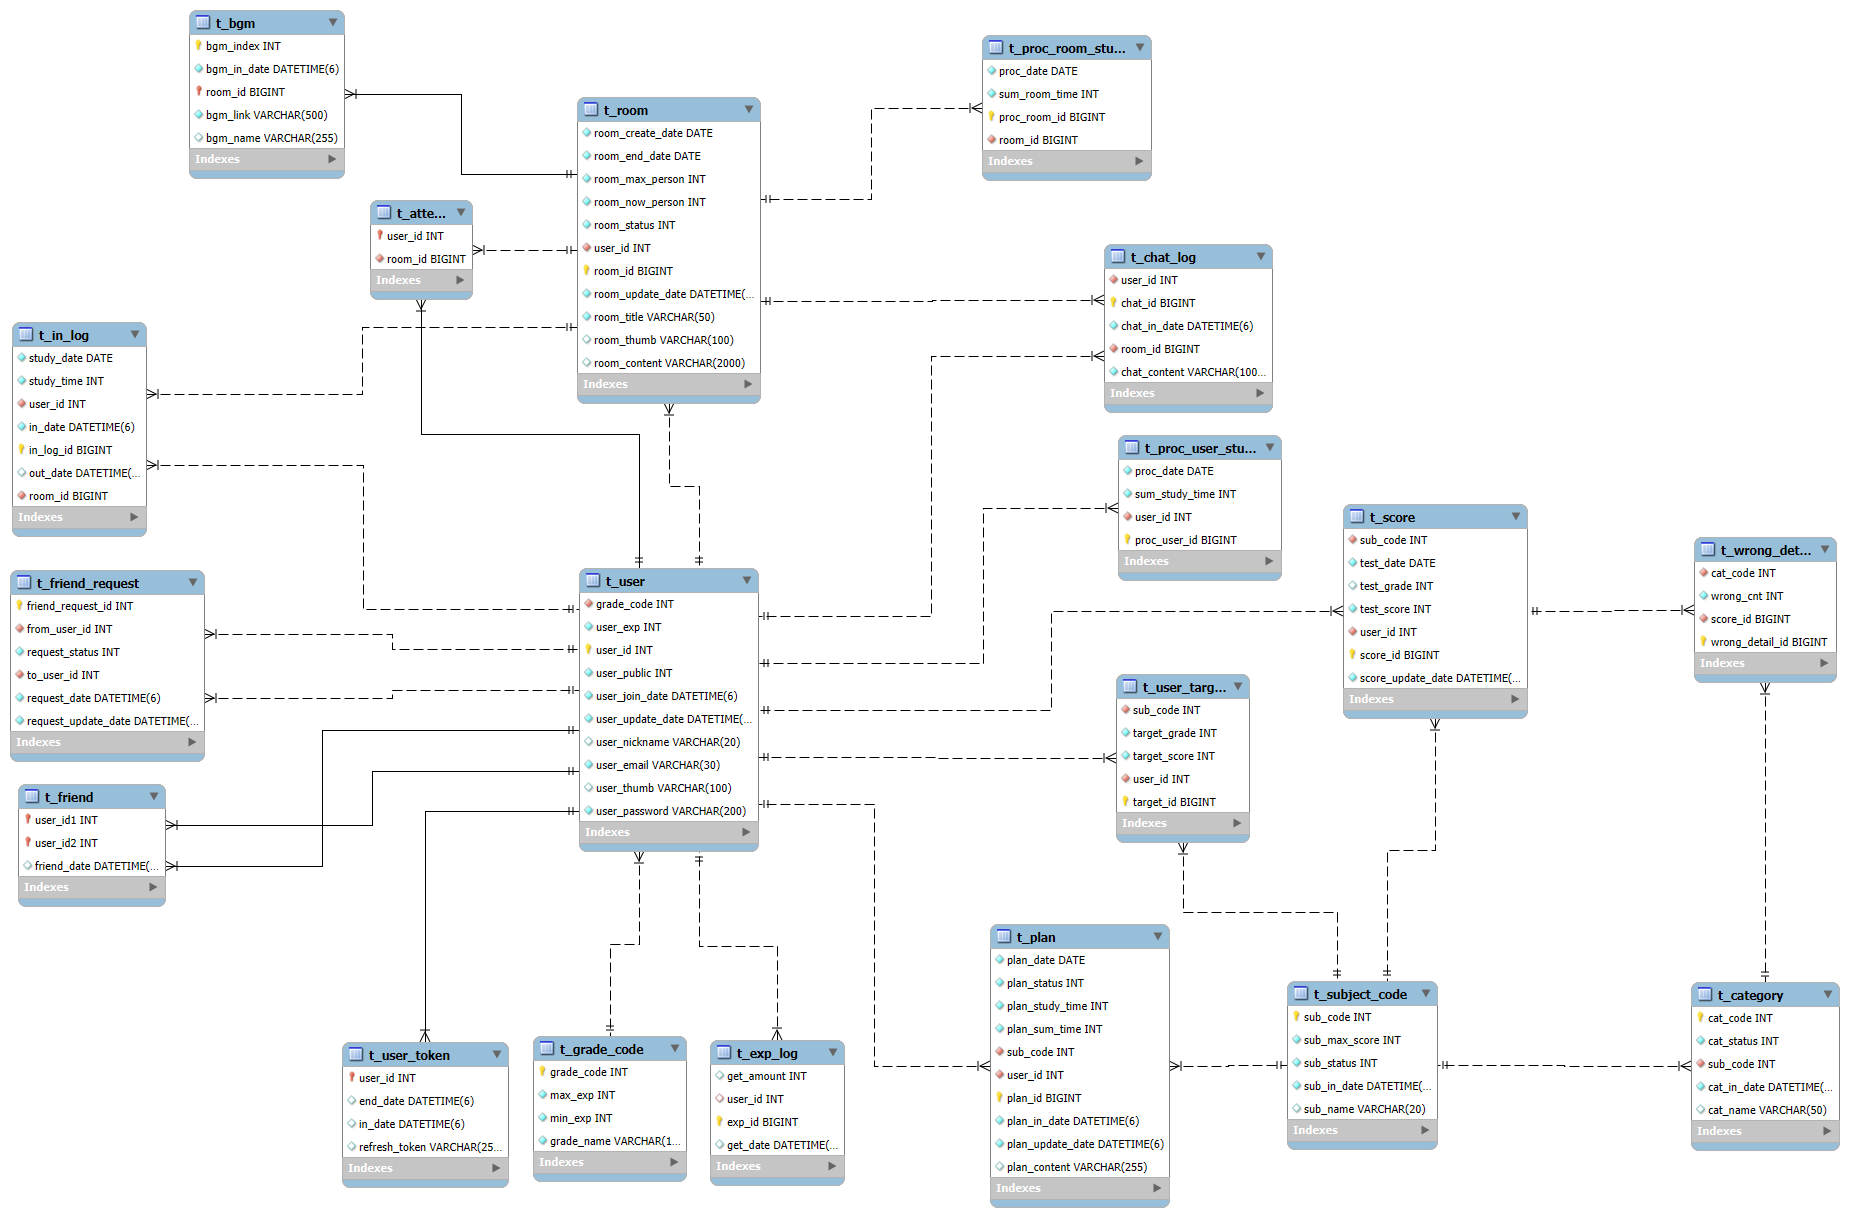 t_bgm
bgm_index INT
bgm_in_date DATETIME(6)
room_id BIGINT
bgm_link VARCHAR(500)
bgm_name VARCHAR(255)
Indexes
t_proc_room_stu...
proc_date DATE
sum_room_time INT
proc_room_id BIGINT
room_id BIGINT
Indexes
t_room
room_create_date DATE
room_end_date DATE
room_max_person INT
room_now_person INT
room_status INT
user_id INT
room_id BIGINT
room_update_date DATETIME(...
room_title VARCHAR(50)
room_thumb VARCHAR(100)
room_content VARCHAR(2000)
Indexes
t_atte...
user_id INT
room_id BIGINT
Indexes
t_chat_log
user_id INT
chat_id BIGINT
chat_in_date DATETIME(6)
room_id BIGINT
chat_content VARCHAR(100...
Indexes
t_in_log
study_date DATE
study_time INT
user_id INT
in_date DATETIME(6)
in_log_id BIGINT
out_date DATETIME(...
room_id BIGINT
Indexes
t_proc_user_stu...
proc_date DATE
sum_study_time INT
user_id INT
proc_user_id BIGINT
Indexes
t_score
sub_code INT
test_date DATE
test_grade INT
test_score INT
user_id INT
score_id BIGINT
score_update_date DATETIME(...
Indexes
t_wrong_det...
cat_code INT
wrong_cnt INT
score_id BIGINT
wrong_detail_id BIGINT
Indexes
t_friend_request
friend_request_id INT
from_user_id INT
request_status INT
to_user_id INT
request_date DATETIME(6)
request_update_date DATETIME(...
Indexes
t_user
grade_code INT
user_exp INT
user_id INT
user_public INT
user_join_date DATETIME(6)
user_update_date DATETIME(...
user_nickname VARCHAR(20)
user_email VARCHAR(30)
user_thumb VARCHAR(100)
user_password VARCHAR(200)
Indexes
t_user_targ...
sub_code INT
target_grade INT
target_score INT
user_id INT
target_id BIGINT
Indexes
t_friend
user_id1 INT
user_id2 INT
friend_date DATETIME(...
Indexes
t_plan
plan_date DATE
plan_status INT
plan_study_time INT
plan_sum_time INT
sub_code INT
user_id INT
plan_id BIGINT
plan_in_date DATETIME(6)
plan_update_date DATETIME(6)
plan_content VARCHAR(255)
Indexes
t_subject_code
sub_code INT
sub_max_score INT
sub_status INT
sub_in_date DATETIME(...
sub_name VARCHAR(20)
Indexes
t_category
cat_code INT
cat_status INT
sub_code INT
cat_in_date DATETIME(...
cat_name VARCHAR(50)
Indexes
t_user_token
user_id INT
end_date DATETIME(6)
in_date DATETIME(6)
refresh_token VARCHAR(25...
Indexes
t_grade_code
grade_code INT
max_exp INT
min_exp INT
grade_name VARCHAR(1...
Indexes
t_exp_log
get_amount INT
user_id INT
exp_id BIGINT
get_date DATETIME(...
Indexes